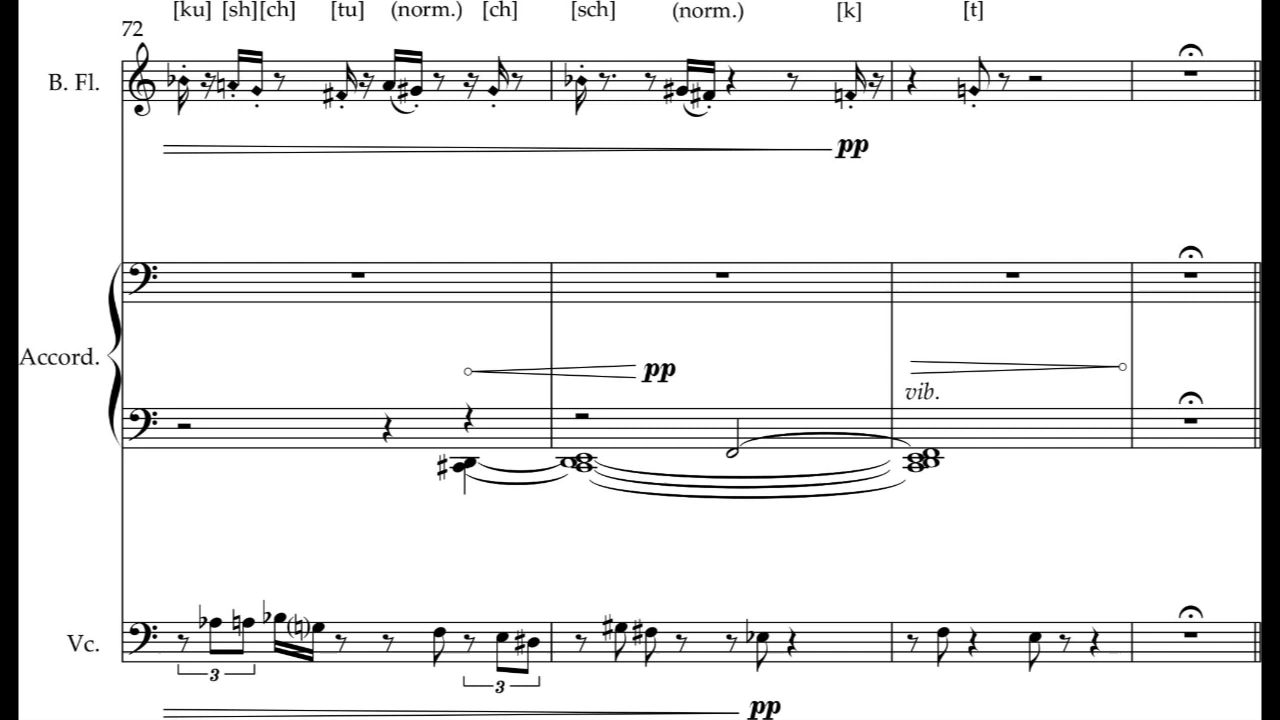 [ku] [sh][ch] [tu] (norm.) [ch] [sch] (norm.) [k] [t]
72
B. Fl.
pp
Accord.
pp
vib.
Vc.
3
3
pp